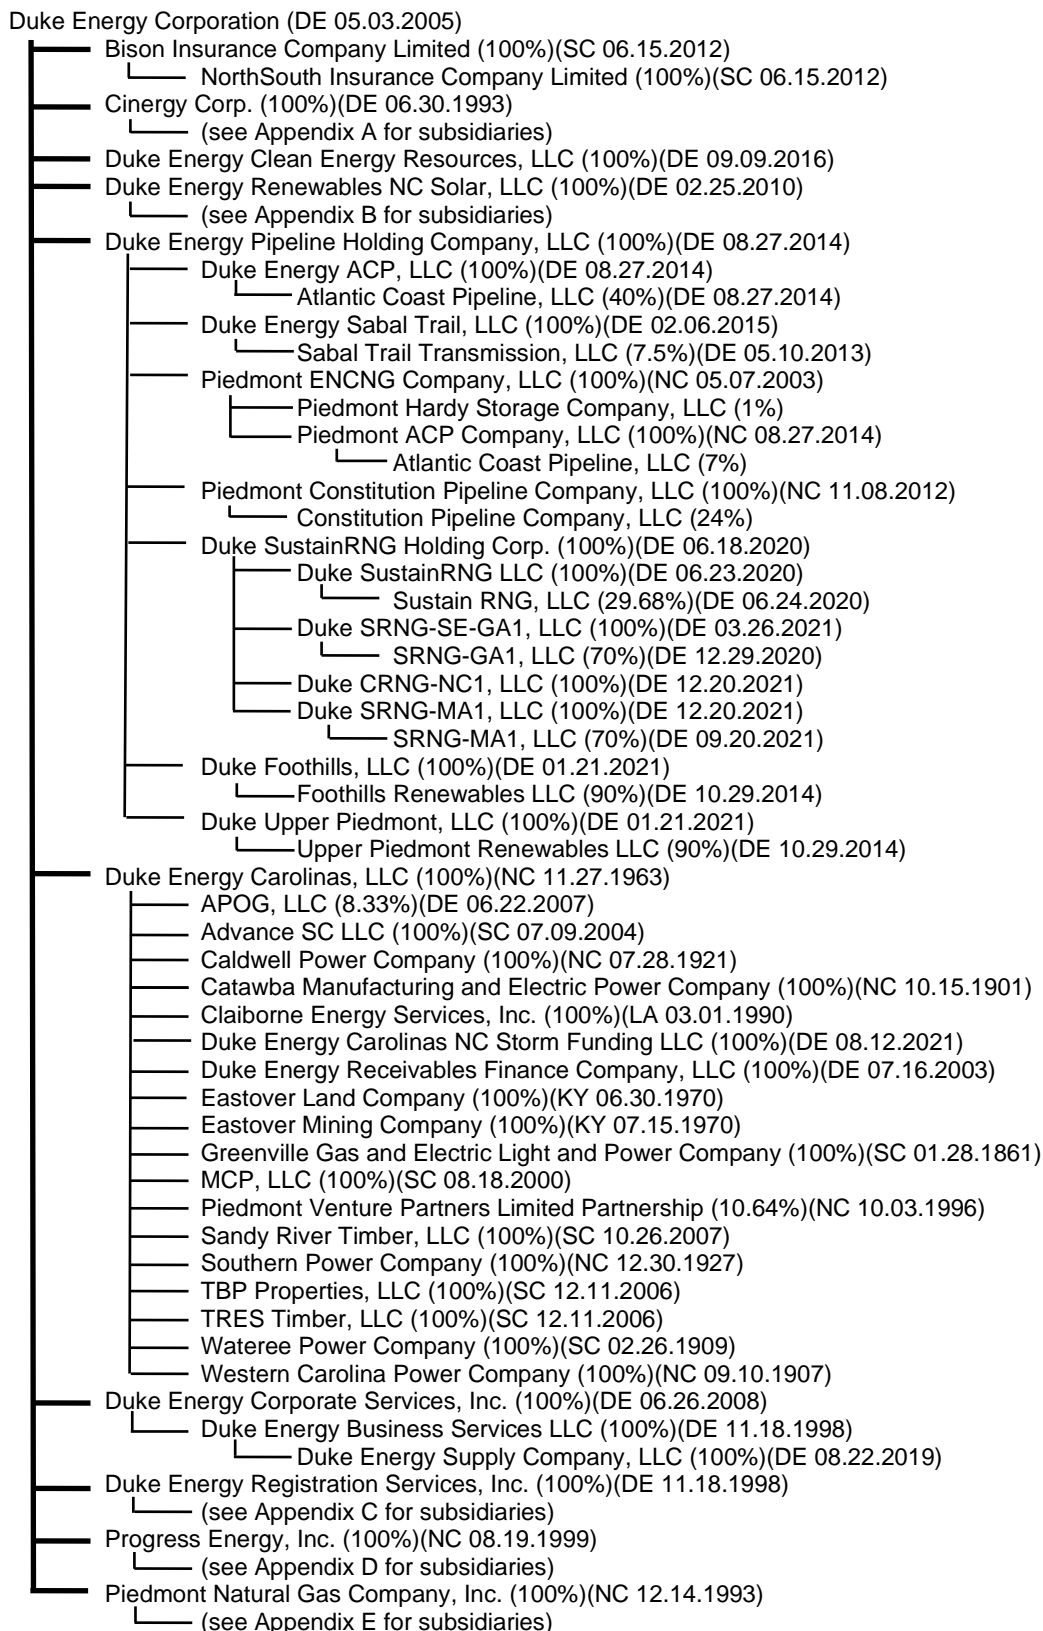 Duke Energy Corporation (DE 05.03.2005)
Bison Insurance Company Limited (100%)(SC 06.15.2012)
NorthSouth Insurance Company Limited (100%)(SC 06.15.2012)
Cinergy Corp. (100%)(DE 06.30.1993)
(see Appendix A for subsidiaries)
Duke Energy Clean Energy Resources, LLC (100%)(DE 09.09.2016)
Duke Energy Renewables NC Solar, LLC (100%)(DE 02.25.2010)
(see Appendix B for subsidiaries)
Duke Energy Pipeline Holding Company, LLC (100%)(DE 08.27.2014)
Duke Energy ACP, LLC (100%)(DE 08.27.2014)
Atlantic Coast Pipeline, LLC (40%)(DE 08.27.2014)
Duke Energy Sabal Trail, LLC (100%)(DE 02.06.2015)
Sabal Trail Transmission, LLC (7.5%)(DE 05.10.2013)
Piedmont ENCNG Company, LLC (100%)(NC 05.07.2003)
Piedmont Hardy Storage Company, LLC (1%)
Piedmont ACP Company, LLC (100%)(NC 08.27.2014)
Atlantic Coast Pipeline, LLC (7%)
Piedmont Constitution Pipeline Company, LLC (100%)(NC 11.08.2012)
Constitution Pipeline Company, LLC (24%)
Duke SustainRNG Holding Corp. (100%)(DE 06.18.2020)
Duke SustainRNG LLC (100%)(DE 06.23.2020)
Sustain RNG, LLC (29.68%)(DE 06.24.2020)
Duke SRNG-SE-GA1, LLC (100%)(DE 03.26.2021)
SRNG-GA1, LLC (70%)(DE 12.29.2020)
Duke CRNG-NC1, LLC (100%)(DE 12.20.2021)
Duke SRNG-MA1, LLC (100%)(DE 12.20.2021)
SRNG-MA1, LLC (70%)(DE 09.20.2021)
Duke Foothills, LLC (100%)(DE 01.21.2021)
Foothills Renewables LLC (90%)(DE 10.29.2014)
Duke Upper Piedmont, LLC (100%)(DE 01.21.2021)
Upper Piedmont Renewables LLC (90%)(DE 10.29.2014)
Duke Energy Carolinas, LLC (100%)(NC 11.27.1963)
APOG, LLC (8.33%)(DE 06.22.2007)
Advance SC LLC (100%)(SC 07.09.2004)
Caldwell Power Company (100%)(NC 07.28.1921)
Catawba Manufacturing and Electric Power Company (100%)(NC 10.15.1901)
Claiborne Energy Services, Inc. (100%)(LA 03.01.1990)
Duke Energy Carolinas NC Storm Funding LLC (100%)(DE 08.12.2021)
Duke Energy Receivables Finance Company, LLC (100%)(DE 07.16.2003)
Eastover Land Company (100%)(KY 06.30.1970)
Eastover Mining Company (100%)(KY 07.15.1970)
Greenville Gas and Electric Light and Power Company (100%)(SC 01.28.1861)
MCP, LLC (100%)(SC 08.18.2000)
Piedmont Venture Partners Limited Partnership (10.64%)(NC 10.03.1996)
Sandy River Timber, LLC (100%)(SC 10.26.2007)
Southern Power Company (100%)(NC 12.30.1927)
TBP Properties, LLC (100%)(SC 12.11.2006)
TRES Timber, LLC (100%)(SC 12.11.2006)
Wateree Power Company (100%)(SC 02.26.1909)
Western Carolina Power Company (100%)(NC 09.10.1907)
Duke Energy Corporate Services, Inc. (100%)(DE 06.26.2008)
Duke Energy Business Services LLC (100%)(DE 11.18.1998)
Duke Energy Supply Company, LLC (100%)(DE 08.22.2019)
Duke Energy Registration Services, Inc. (100%)(DE 11.18.1998)
(see Appendix C for subsidiaries)
Progress Energy, Inc. (100%)(NC 08.19.1999)
(see Appendix D for subsidiaries)
Piedmont Natural Gas Company, Inc. (100%)(NC 12.14.1993)
(see Appendix E for subsidiaries)